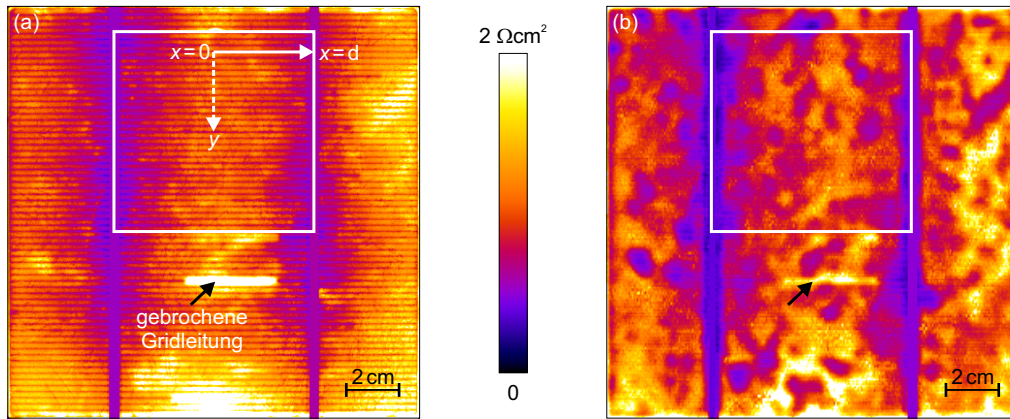 (a)
x = 0
x = d
y
gebrochene
Gridleitung
2 cm
2 Ωcm²
0
(b)
2 cm